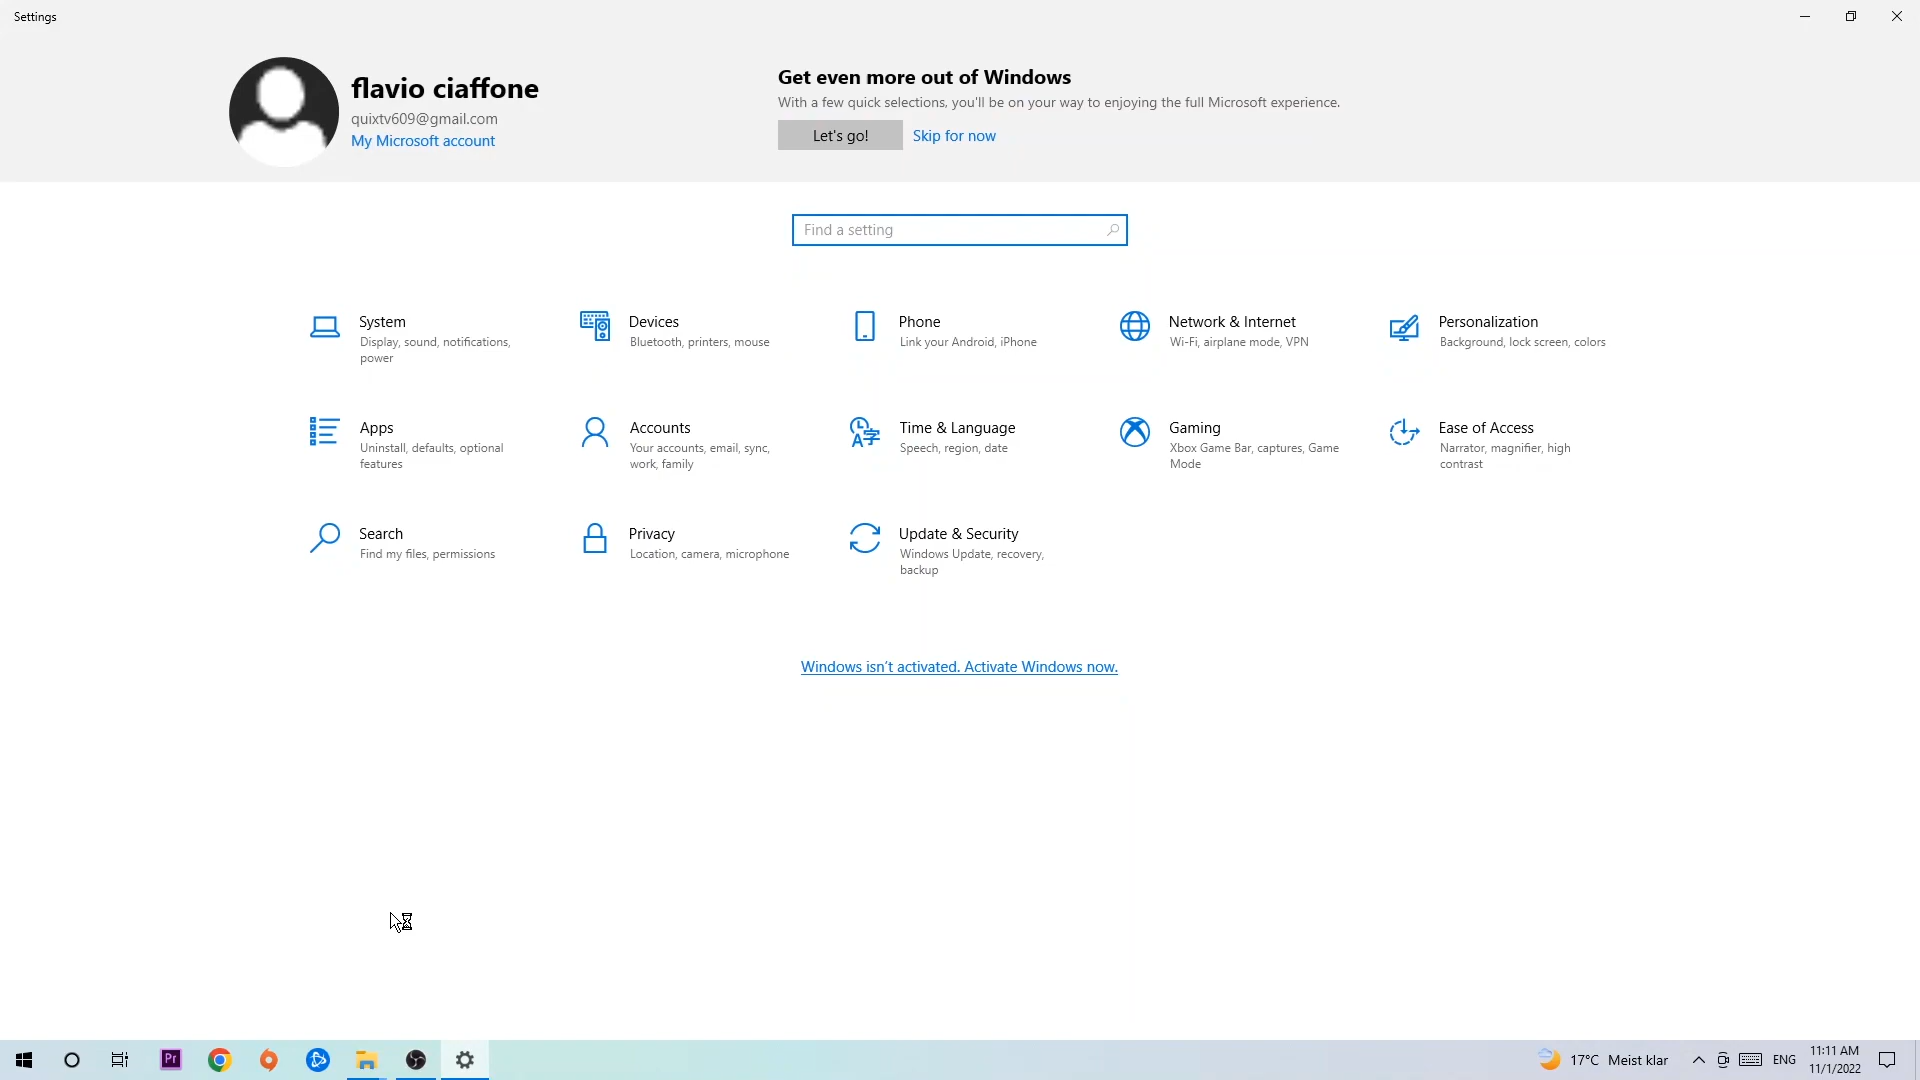 Settings
flavio ciaffone
quixtv609@gmail.com
My Microsoft account
Get even more out of Windows
With a few quick selections, you'll be on your way to enjoying the full Microsoft experience.
Let's go!
Skip for now
Find a setting
System
Display, sound, notifications,
power
Devices
Bluetooth, printers, mouse
Phone
Link your Android, iPhone
Network & Internet
Wi-Fi, airplane mode, VPN
Personalization
Background, lock screen, colors
Apps
Uninstall, defaults, optional
features
Accounts
Your accounts, email, sync,
work, family
Time & Language
Speech, region, date
Gaming
Xbox Game Bar, captures, Game
Mode
Ease of Access
Narrator, magnifier, high
contrast
Search
Find my files, permissions
Privacy
Location, camera, microphone
Update & Security
Windows Update, recovery,
backup
Windows isn't activated. Activate Windows now.
Pr
17°C Meist klar
ENG
11:11 AM
11/1/2022